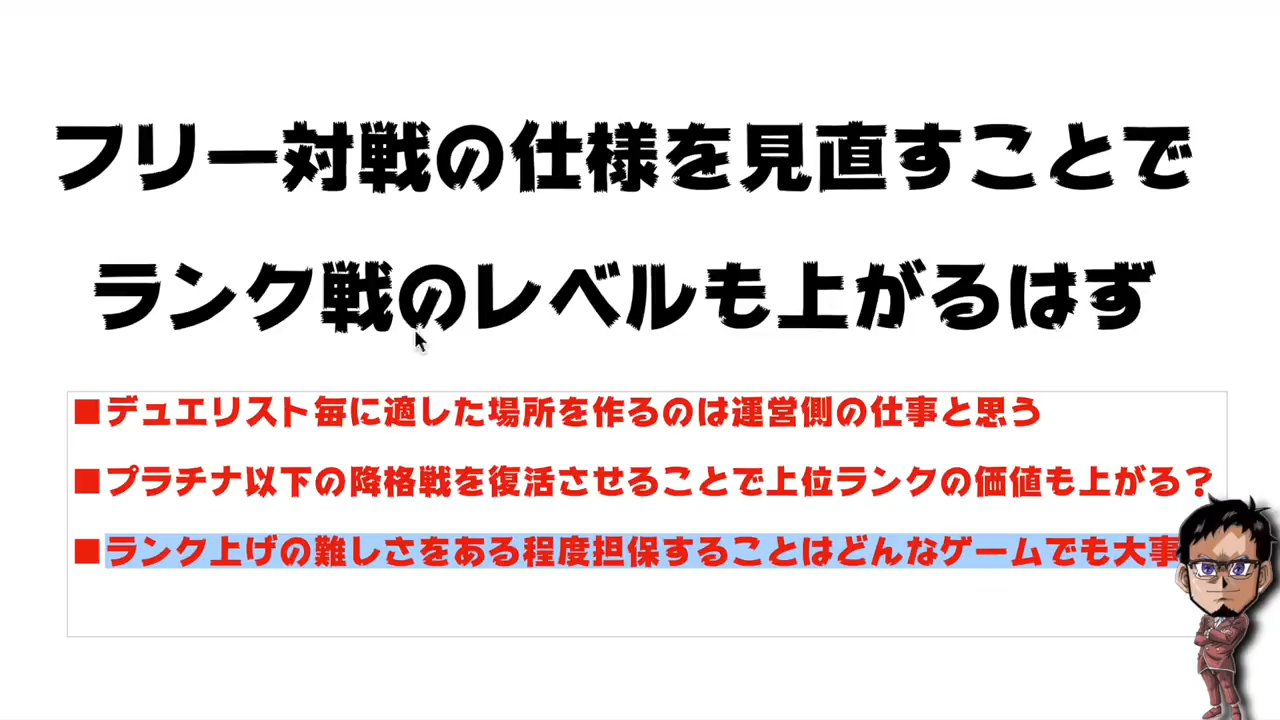 フリー対戦の仕様を見直すことで
ランク戦のレベルも上がるはず
■デュエリスト毎に適した場所を作るのは運営側の仕事と思う
■プラチナ以下の降格戦を復活させることで上位ランクの価値も上がる？
■ランク上げの難しさをある程度担保することはどんなゲームでも大事